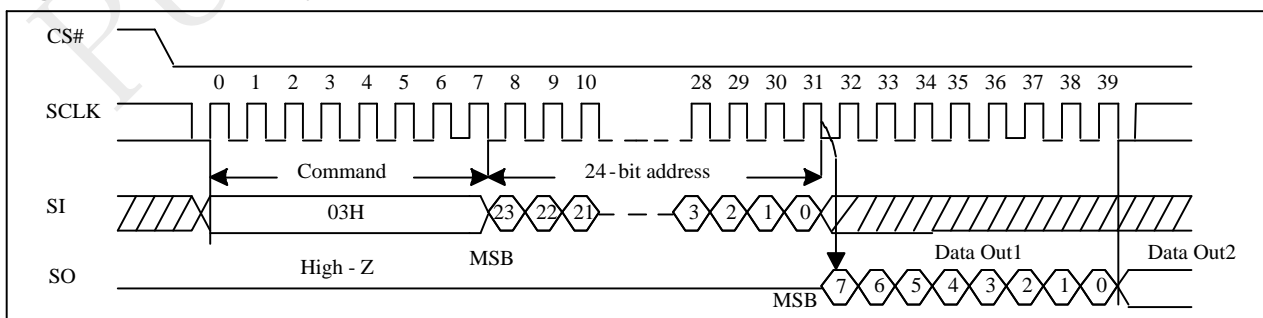 CS#
0 1 2 3 4 5 6 7 8 9 10 28 29 30 31 32 33 34 35 36 37 38 39
SCLK
Command 24-bit address
SI 03H 23 22 21 3 2 1 0
High - Z MSB Data Out1 Data Out2
SO MSB 7 6 5 4 3 2 1 0